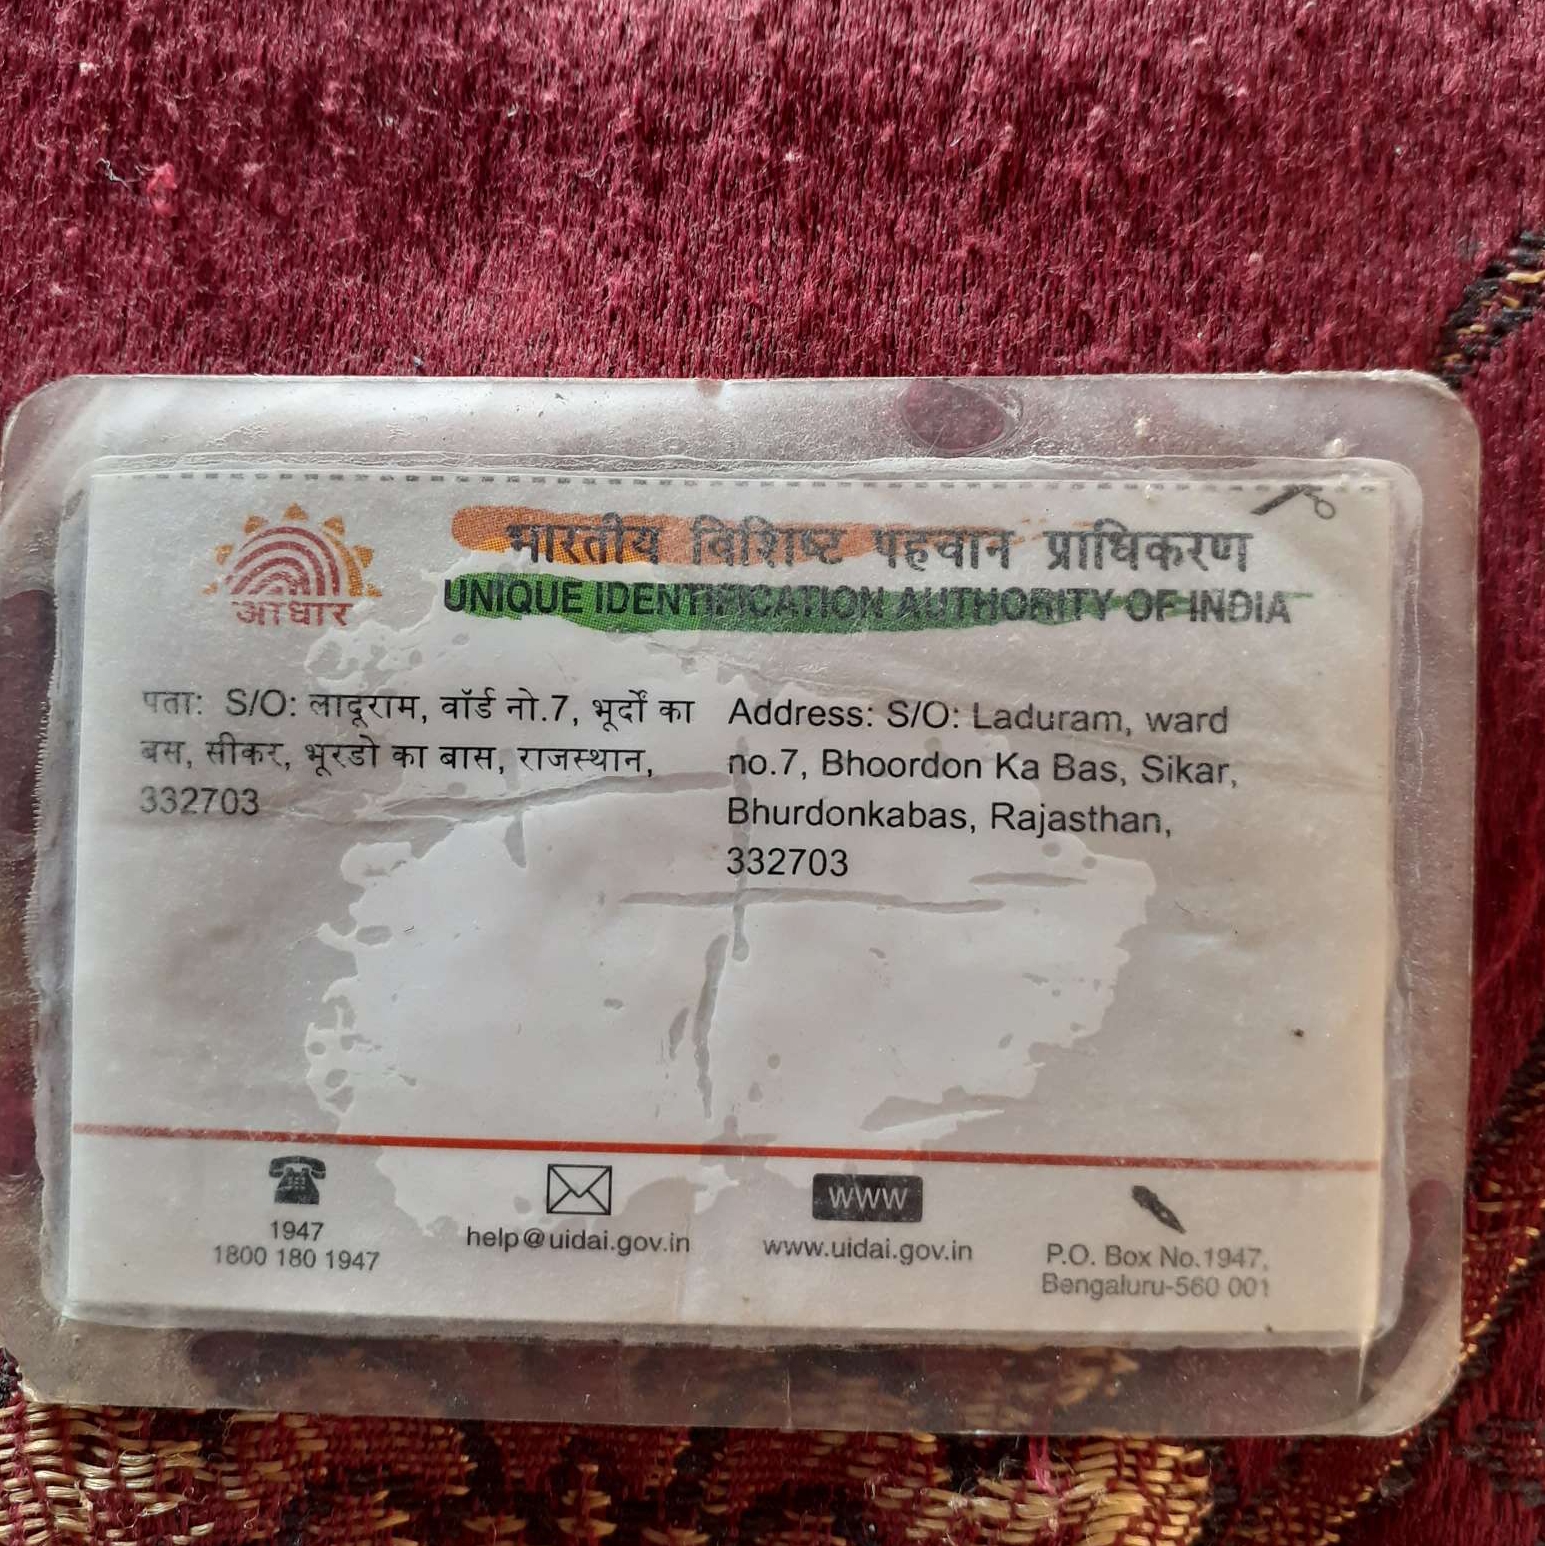 आधार
भारतीय विशिष्ट पहचान प्राधिकरण
UNIQUE IDENTIFICATION AUTHORITY OF INDIA
पता: S/O: लादूराम, वॉर्ड नो.7, भूर्दों का
बस, सीकर, भूरडो का बास, राजस्थान,
332703
Address: S/O: Laduram, ward
no.7, Bhoordon Ka Bas, Sikar,
Bhurdonkabas, Rajasthan,
332703
1947
1800 180 1947
help@uidai.gov.in
www
www.uidai.gov.in
P.O. Box No.1947,
Bengaluru-560 001